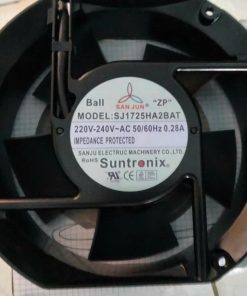 SAN JUN
Ball "ZP"
MODEL:SJ1725HA2BAT
220V-240V~AC 50/60Hz 0.28A
IMPEDANCE PROTECTED
SANJU ELECTRUC MACHINERY CO.,LTD.
RoHS Suntronix